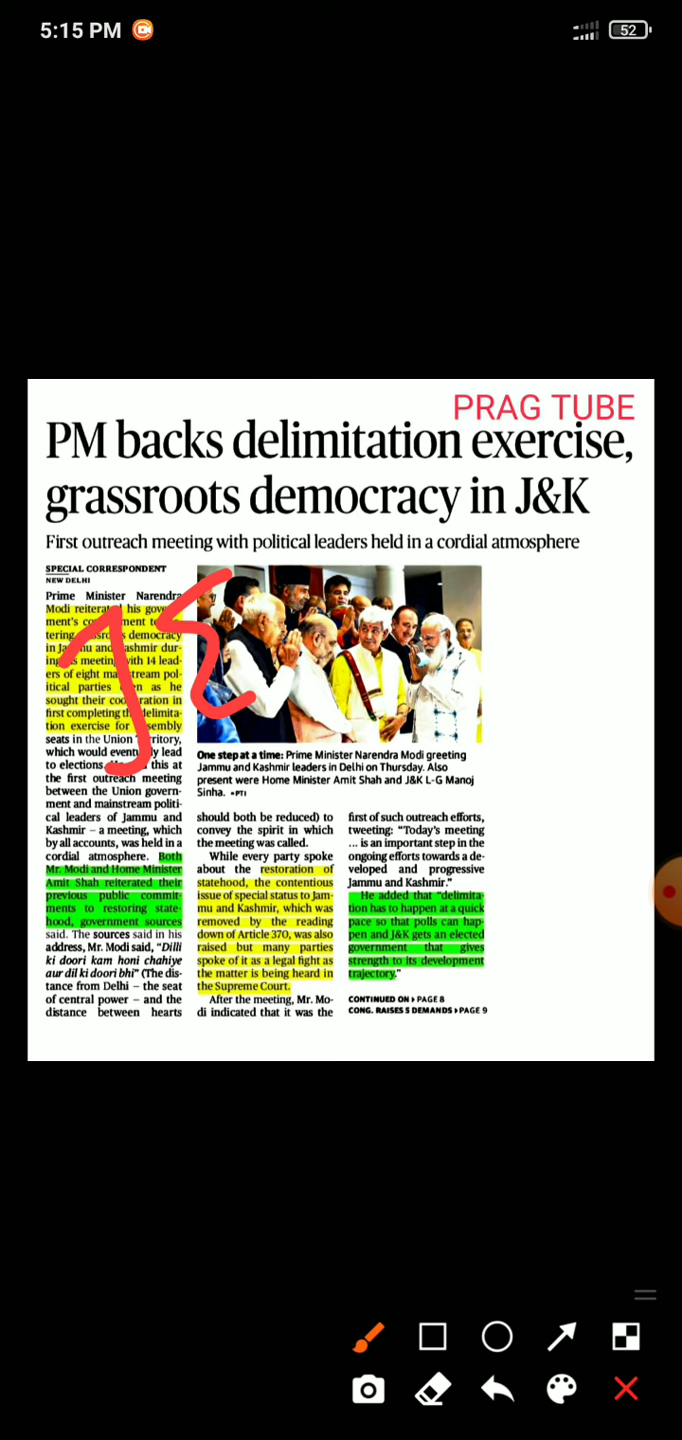 5:15 PM
52
PRAG TUBE
PM backs delimitation exercise,
grassroots democracy in J&K
First outreach meeting with political leaders held in a cordial atmosphere
SPECIAL CORRESPONDENT
NEW DELHI
Prime Minister Narendra
Modi his
ment's
democracy
in and dur-
meeting with 14 lead-
ers of eight
itical parties as he
sought their
first completing
tion exercise for
seats in the Union
which would lead
to elections. this at
the first outreach meeting
between the Union govern-
ment and mainstream politi-
cal leaders of Jammu and
Kashmir – a meeting, which
by all accounts, was held in a
cordial atmosphere. Both
Mr. Modi and Home Minister
Amit Shah reiterated their
previous public commit-
ments to restoring state-
hood, government sources
said. The sources said in his
address, Mr. Modi said, “Dilli
ki doori kam honi chahiye
aur dil ki doori bhi” (The dis-
tance from Delhi – the seat
of central power – and the
distance between hearts
One step at a time: Prime Minister Narendra Modi greeting
Jammu and Kashmir leaders in Delhi on Thursday. Also
present were Home Minister Amit Shah and J&K L-G Manoj
Sinha. • PTI
should both be reduced) to
convey the spirit in which
the meeting was called.
While every party spoke
about the restoration of
statehood, the contentious
issue of special status to Jam-
mu and Kashmir, which was
removed by the reading
down of Article 370, was also
raised but many parties
spoke of it as a legal fight as
the matter is being heard in
the Supreme Court.
After the meeting, Mr. Mo-
di indicated that it was the
first of such outreach efforts,
tweeting: “Today's meeting
... is an important step in the
ongoing efforts towards a de-
veloped and progressive
Jammu and Kashmir.”
He added that “delimita-
tion has to happen at a quick
pace so that polls can hap-
pen and J&K gets an elected
government that gives
strength to its development
trajectory.”
CONTINUED ON ▸ PAGE 8
CONG. RAISES 5 DEMANDS ▸ PAGE 9